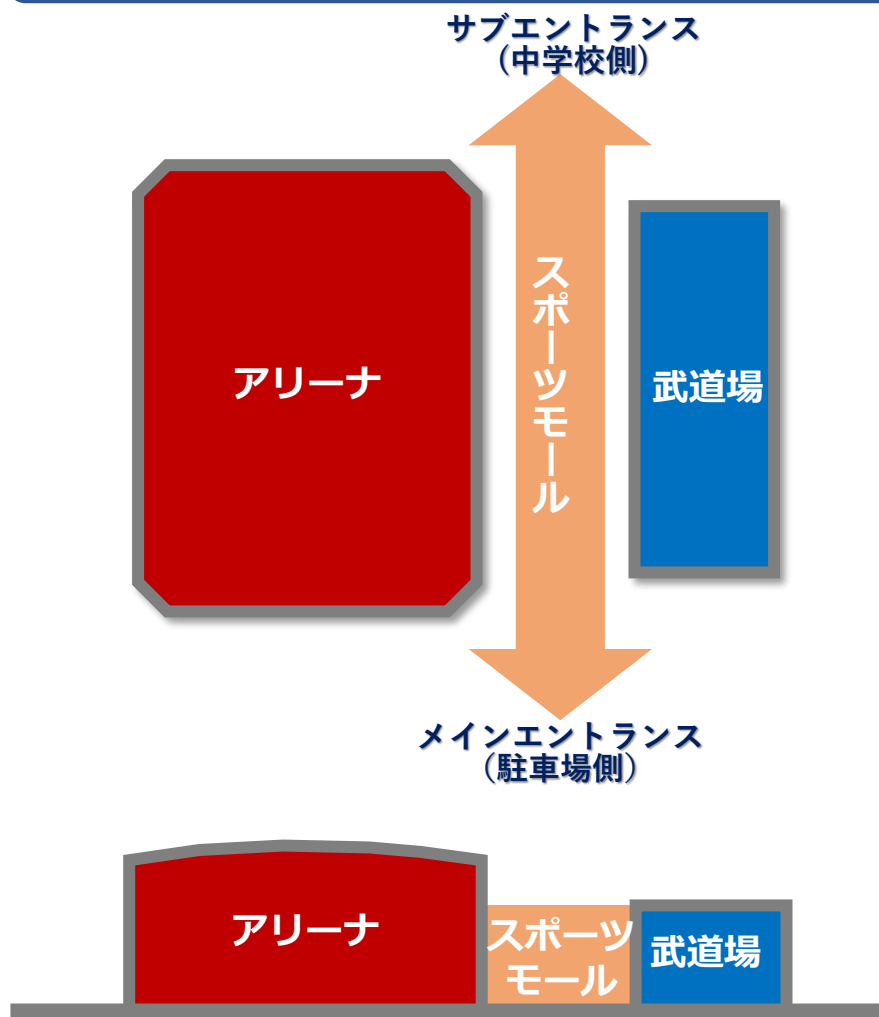 サブエントランス
(中学校側)
アリーナ
スポーツモール
武道場
メインエントランス
(駐車場側)
アリーナ
スポーツ
モール
武道場